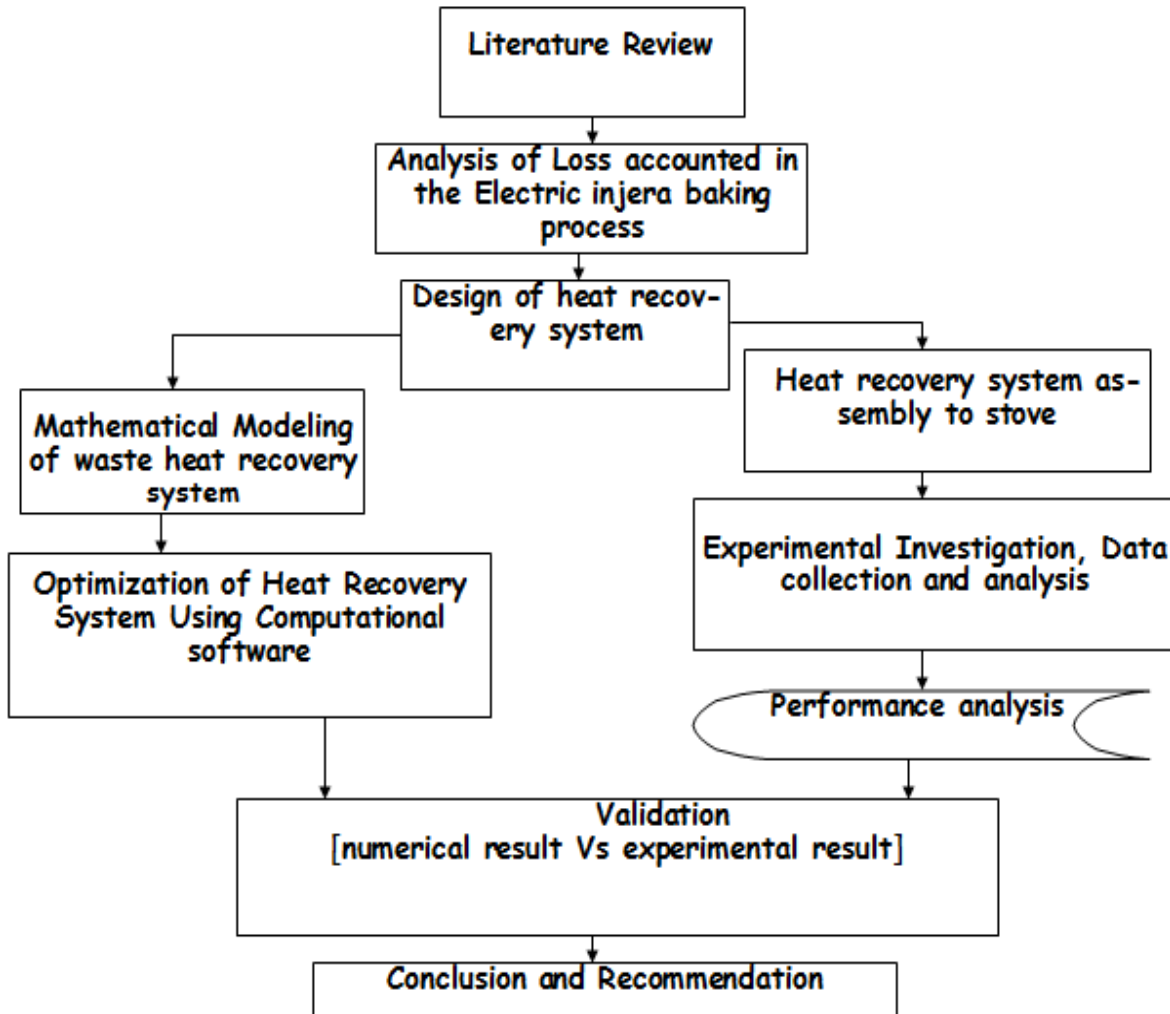 Literature Review
Analysis of Loss accounted in
the Electric injera baking
process
Design of heat recov-
ery system
Heat recovery system as-
sembly to stove
Mathematical Modeling
of waste heat recovery
system
Experimental Investigation, Data
collection and analysis
Optimization of Heat Recovery
System Using Computational
software
Performance analysis
Validation
[numerical result Vs experimental result]
Conclusion and Recommendation